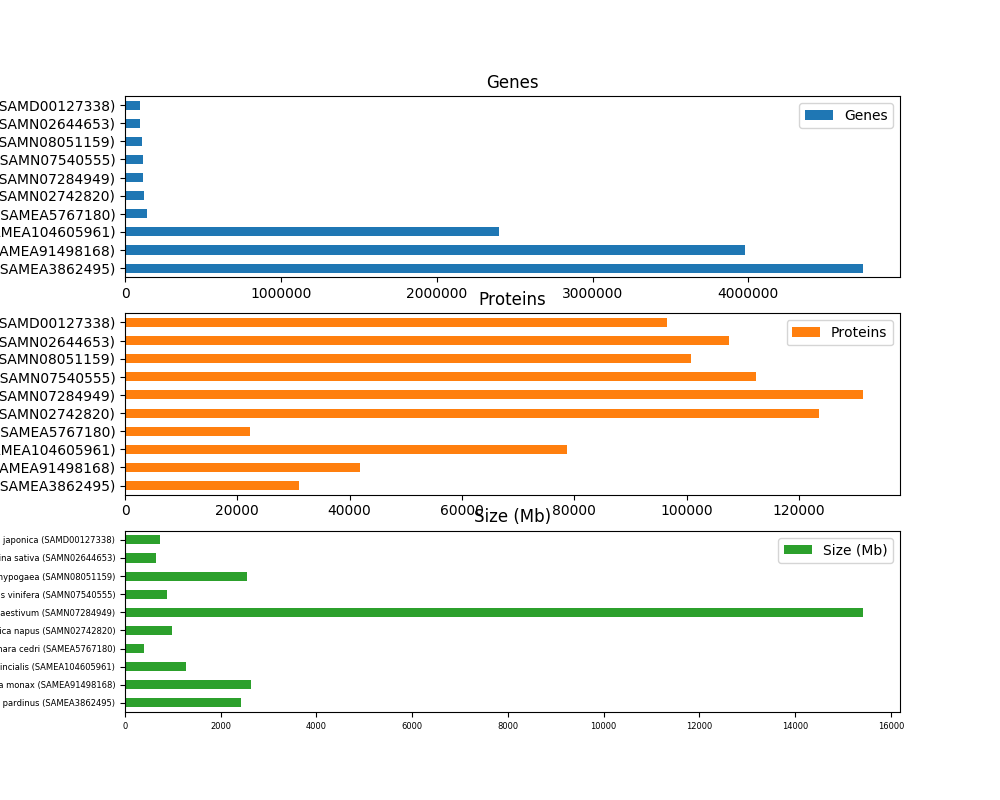 Genes
SAMD00127338)
SAMN02644653)
SAMN08051159)
SAMN07540555)
SAMN07284949)
SAMN02742820)
SAMEA5767180)
MEA104605961)
AMEA91498168)
SAMEA3862495)
Genes
0 1000000 2000000 3000000 4000000
Proteins
SAMD00127338)
SAMN02644653)
SAMN08051159)
SAMN07540555)
SAMN07284949)
SAMN02742820)
SAMEA5767180)
MEA104605961)
AMEA91498168)
SAMEA3862495)
Proteins
0 20000 40000 60000 80000 100000 120000
Size (Mb)
japonica (SAMD00127338)
ina sativa (SAMN02644653)
hypogaea (SAMN08051159)
s vinifera (SAMN07540555)
aestivum (SAMN07284949)
ica napus (SAMN02742820)
nara cedri (SAMEA5767180)
incialis (SAMEA104605961)
a monax (SAMEA91498168)
pardinus (SAMEA3862495)
Size (Mb)
0 2000 4000 6000 8000 10000 12000 14000 16000